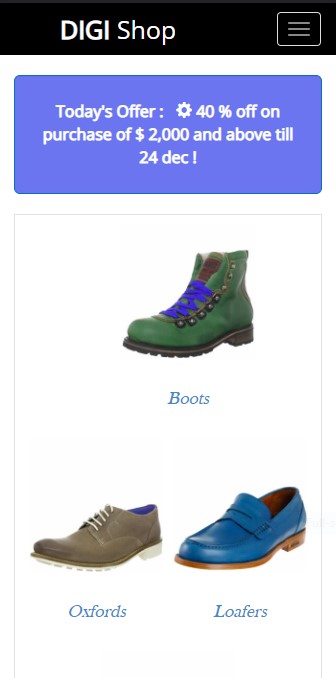 DIGI Shop
Today's Offer : 40 % off on
purchase of $ 2,000 and above till
24 dec !
Boots
Oxfords Loafers